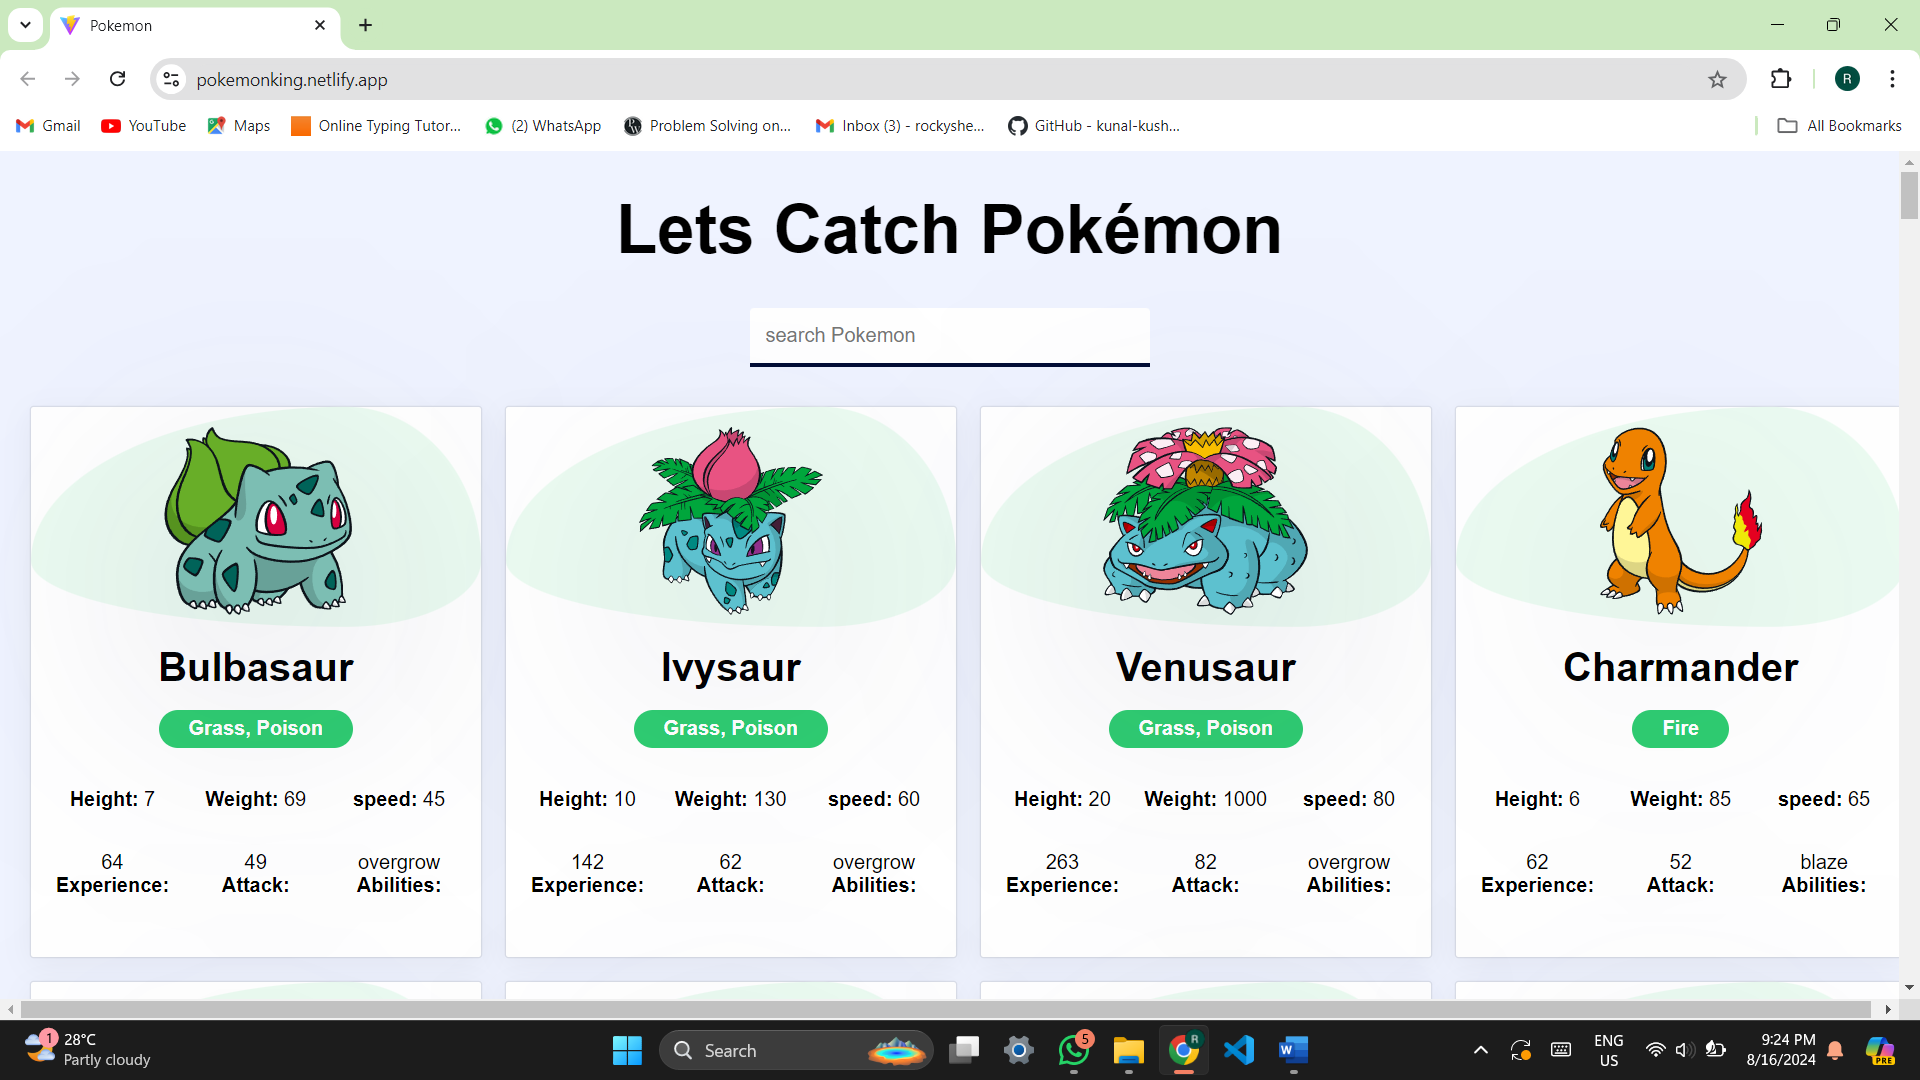 Pokemon
pokemonking.netlify.app
R
Gmail YouTube Maps Online Typing Tutor... (2) WhatsApp Problem Solving on... Inbox (3) - rockyshe... GitHub - kunal-kush... All Bookmarks
Lets Catch Pokémon
search Pokemon
Bulbasaur
Grass, Poison
Height: 7 Weight: 69 speed: 45
64 49 overgrow
Experience: Attack: Abilities:
Ivysaur
Grass, Poison
Height: 10 Weight: 130 speed: 60
142 62 overgrow
Experience: Attack: Abilities:
Venusaur
Grass, Poison
Height: 20 Weight: 1000 speed: 80
263 82 overgrow
Experience: Attack: Abilities:
Charmander
Fire
Height: 6 Weight: 85 speed: 65
62 52 blaze
Experience: Attack: Abilities:
1
28°C
Partly cloudy
Search
5
R
W
ENG
US
9:24 PM
8/16/2024
PRE